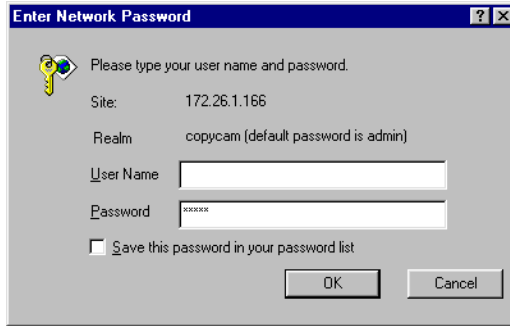 Enter Network Password
Please type your user name and password.
Site: 172.26.1.166
Realm copycam (default password is admin)
User Name
Password xxxxx
Save this password in your password list
OK Cancel